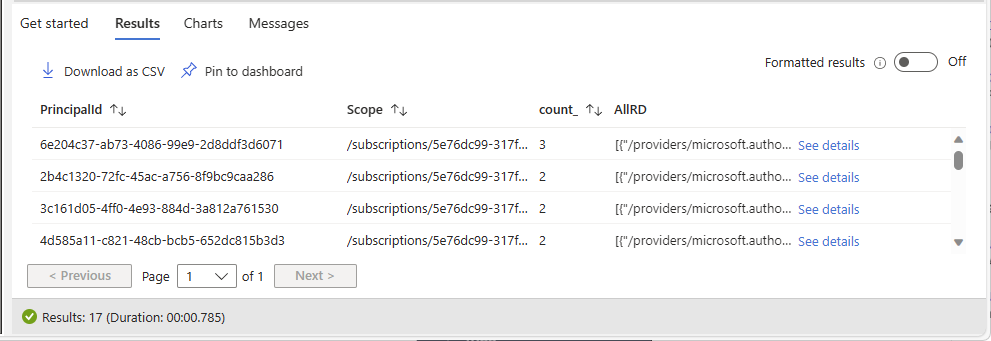 Get started Results Charts Messages
Download as CSV Pin to dashboard Formatted results Off
PrincipalId Scope count_ AllRD
6e204c37-ab73-4086-99e9-2d8ddf3d6071 /subscriptions/5e76dc99-317f... 3 [{"/providers/microsoft.autho... See details
2b4c1320-72fc-45ac-a756-8f9bc9caa286 /subscriptions/5e76dc99-317f... 2 [{"/providers/microsoft.autho... See details
3c161d05-4ff0-4e93-884d-3a812a761530 /subscriptions/5e76dc99-317f... 2 [{"/providers/microsoft.autho... See details
4d585a11-c821-48cb-bcb5-652dc815b3d3 /subscriptions/5e76dc99-317f... 2 [{"/providers/microsoft.autho... See details
< Previous Page 1 of 1 Next >
Results: 17 (Duration: 00:00.785)